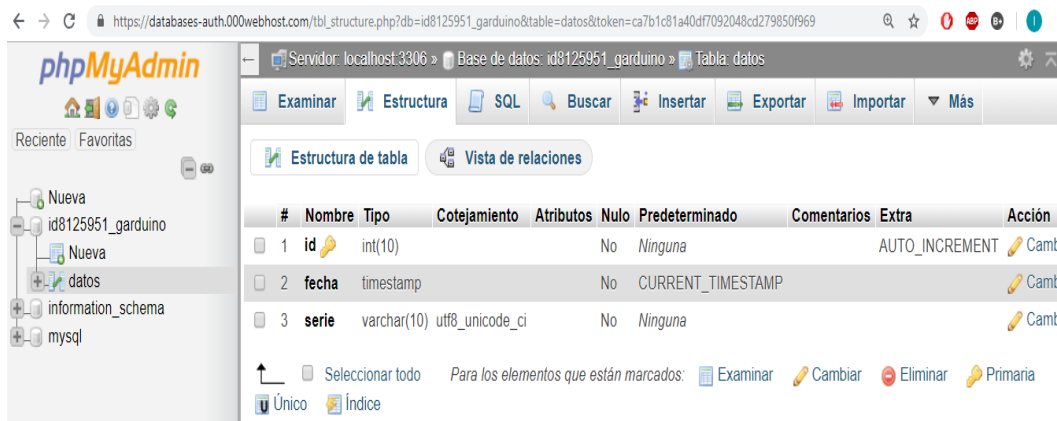 https://databases-auth.000webhost.com/tbl_structure.php?db=id8125951_garduino&table=datos&token=ca7b1c81a40df7092048cd279850f969
ABP
B+
phpMyAdmin
Reciente Favoritas
Nueva
id8125951_garduino
Nueva
datos
information_schema
mysql
Servidor: localhost:3306 » Base de datos: id8125951_garduino » Tabla: datos
Examinar Estructura SQL Buscar Insertar Exportar Importar Más
Estructura de tabla Vista de relaciones
# Nombre Tipo Cotejamiento Atributos Nulo Predeterminado Comentarios Extra Acción
1 id int(10) No Ninguna AUTO_INCREMENT Camb
2 fecha timestamp No CURRENT_TIMESTAMP Camb
3 serie varchar(10) utf8_unicode_ci No Ninguna Camb
Seleccionar todo Para los elementos que están marcados: Examinar Cambiar Eliminar Primaria
Único Índice